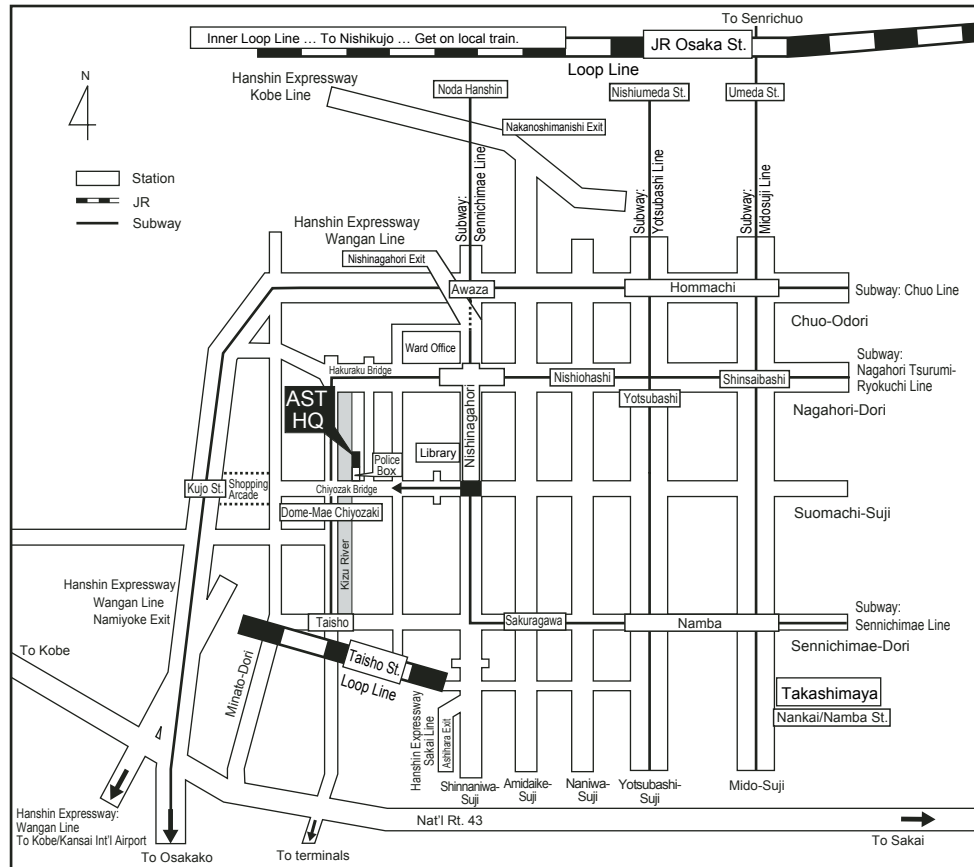 To Senrichuo
Inner Loop Line … To Nishikujo … Get on local train.
JR Osaka St.
Loop Line
Hanshin Expressway
Kobe Line
N
Noda Hanshin
Nishiumeda St.
Umeda St.
Nakanoshimanishi Exit
Station
JR
Subway
Subway:
Sennichimae Line
Subway:
Yotsubashi Line
Subway:
Midosuji Line
Hanshin Expressway
Wangan Line
Nishinagahori Exit
Awaza
Hommachi
Subway: Chuo Line
Chuo-Odori
Ward Office
Hakuraku Bridge
Nishiohashi
Shinsaibashi
Subway:
Nagahori Tsurumi-
Ryokuchi Line
Yotsubashi
Nagahori-Dori
AST
HQ
Nishinagahori
Library
Police
Box
Kujo St.
Shopping
Arcade
Chiyozak Bridge
Suomachi-Suji
Dome-Mae Chiyozaki
Kizu River
Hanshin Expressway
Wangan Line
Namiyoke Exit
Taisho
Sakuragawa
Namba
Subway:
Sennichimae Line
Sennichimae-Dori
To Kobe
Minato-Dori
Taisho St.
Loop Line
Takashimaya
Nankai/Namba St.
Hanshin Expressway
Sakai Line
Ashihara Exit
Shinnaniwa-
Suji
Amidaike-
Suji
Naniwa-
Suji
Yotsubashi-
Suji
Mido-Suji
Hanshin Expressway:
Wangan Line
To Kobe/Kansai Int'l Airport
Nat'l Rt. 43
To Sakai
To Osakako
To terminals